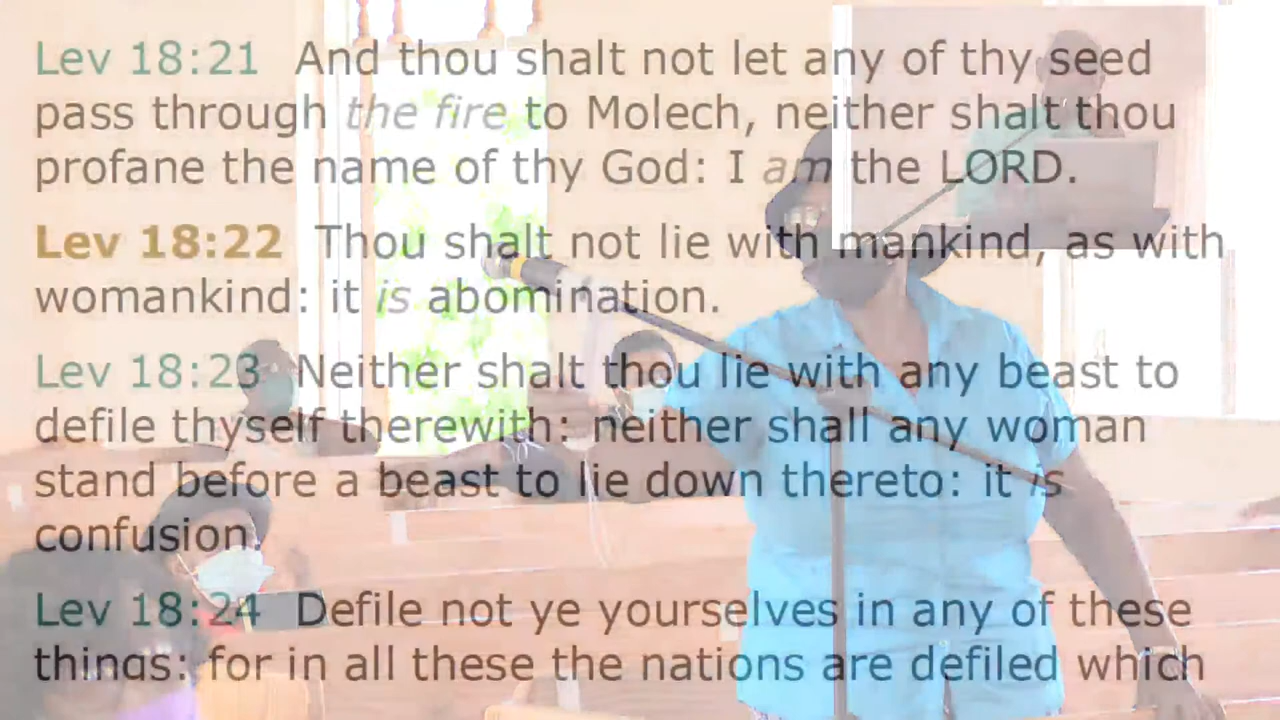 Lev 18:21 And thou shalt not let any of thy seed
pass through the fire to Molech, neither shalt thou
profane the name of thy God: I am the LORD.
Lev 18:22 Thou shalt not lie with mankind, as with
womankind: it is abomination.
Lev 18:23 Neither shalt thou lie with any beast to
defile thyself therewith: neither shall any woman
stand before a beast to lie down thereto: it is
confusion.
Lev 18:24 Defile not ye yourselves in any of these
things: for in all these the nations are defiled which